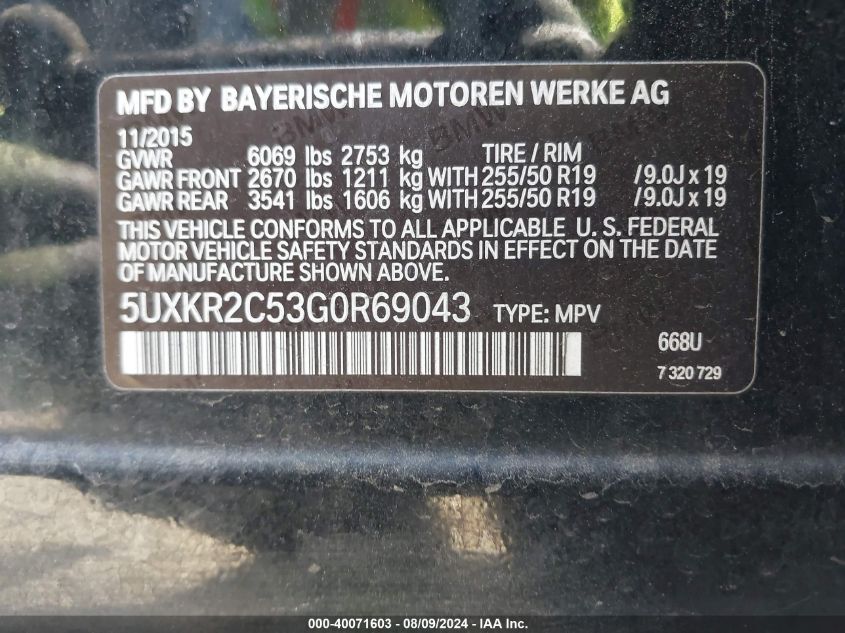 MFD BY BAYERISCHE MOTOREN WERKE AG
11/2015
GVWR 6069 lbs 2753 kg TIRE / RIM
GAWR FRONT 2670 lbs 1211 kg WITH 255/50 R19 /9.0J x 19
GAWR REAR 3541 lbs 1606 kg WITH 255/50 R19 /9.0J x 19
THIS VEHICLE CONFORMS TO ALL APPLICABLE U. S. FEDERAL
MOTOR VEHICLE SAFETY STANDARDS IN EFFECT ON THE DATE
OF MANUFACTURE SHOWN ABOVE.
5UXKR2C53G0R69043 TYPE: MPV
668U
7 320 729
000-40071603 - 08/09/2024 - IAA Inc.